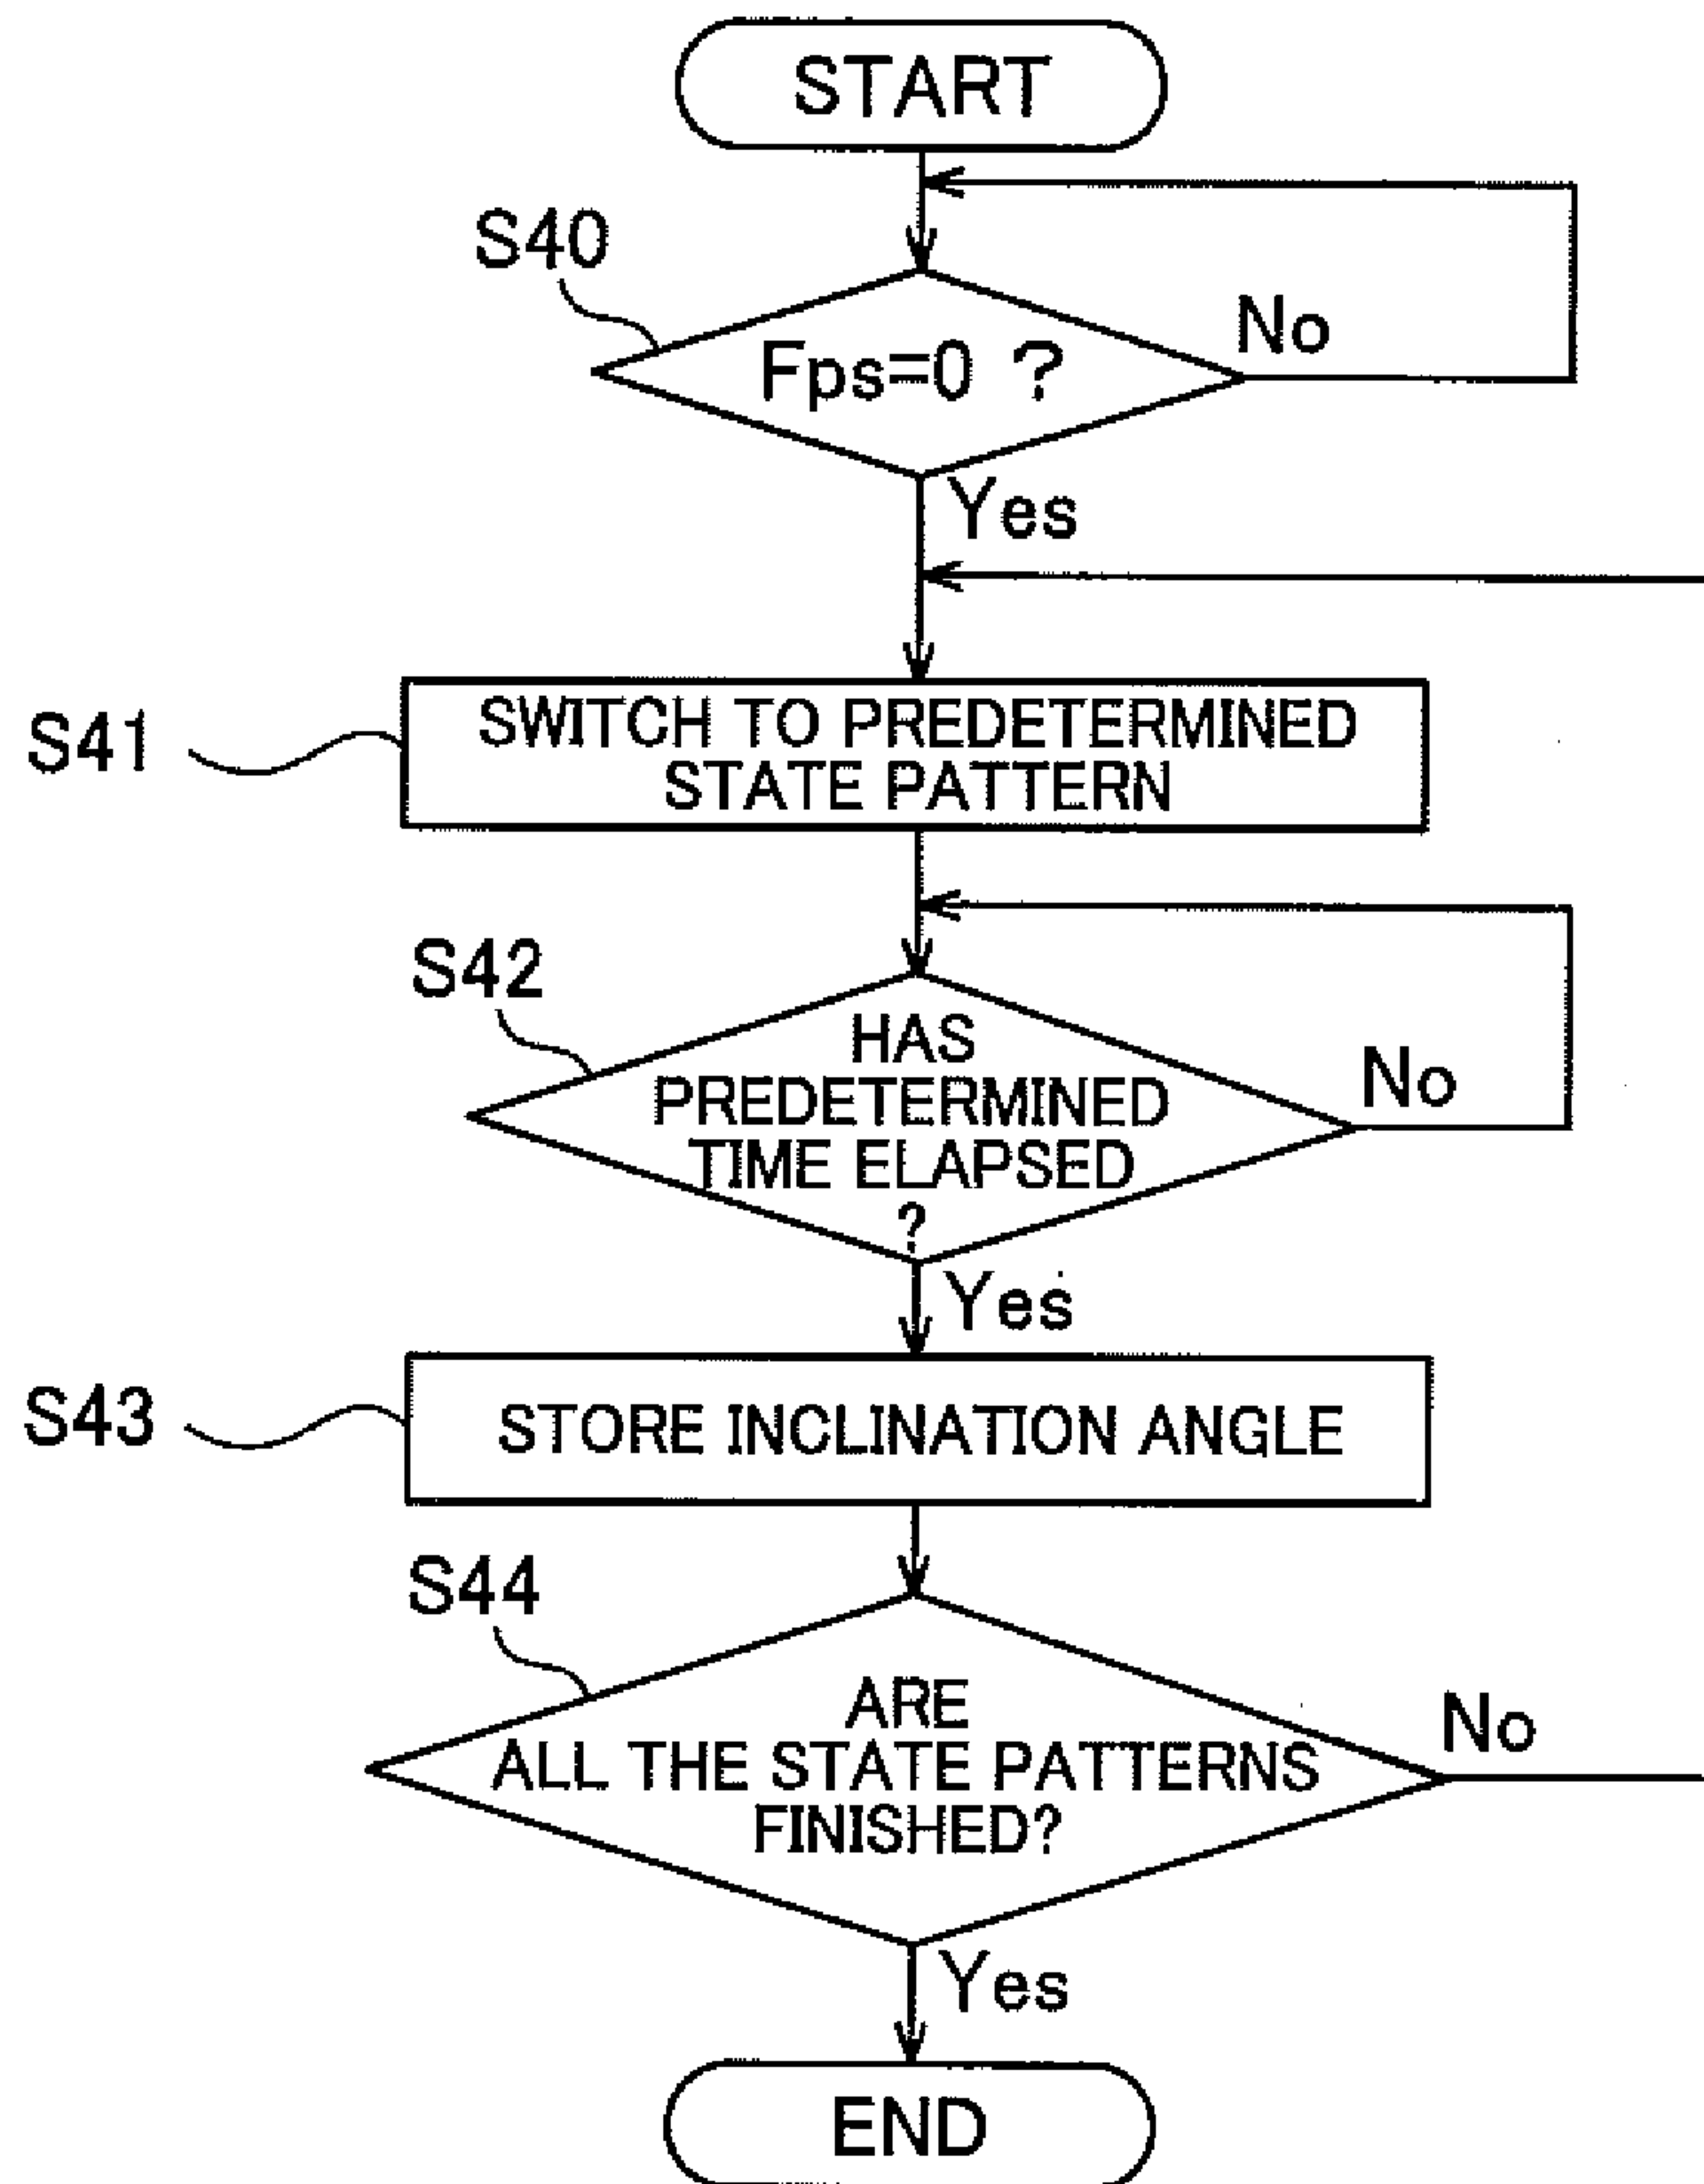 START
S40
Fps=0 ?
No
Yes
S41
SWITCH TO PREDETERMINED
STATE PATTERN
S42
HAS
PREDETERMINED
TIME ELAPSED
?
No
Yes
S43
STORE INCLINATION ANGLE
S44
ARE
ALL THE STATE PATTERNS
FINISHED?
No
Yes
END